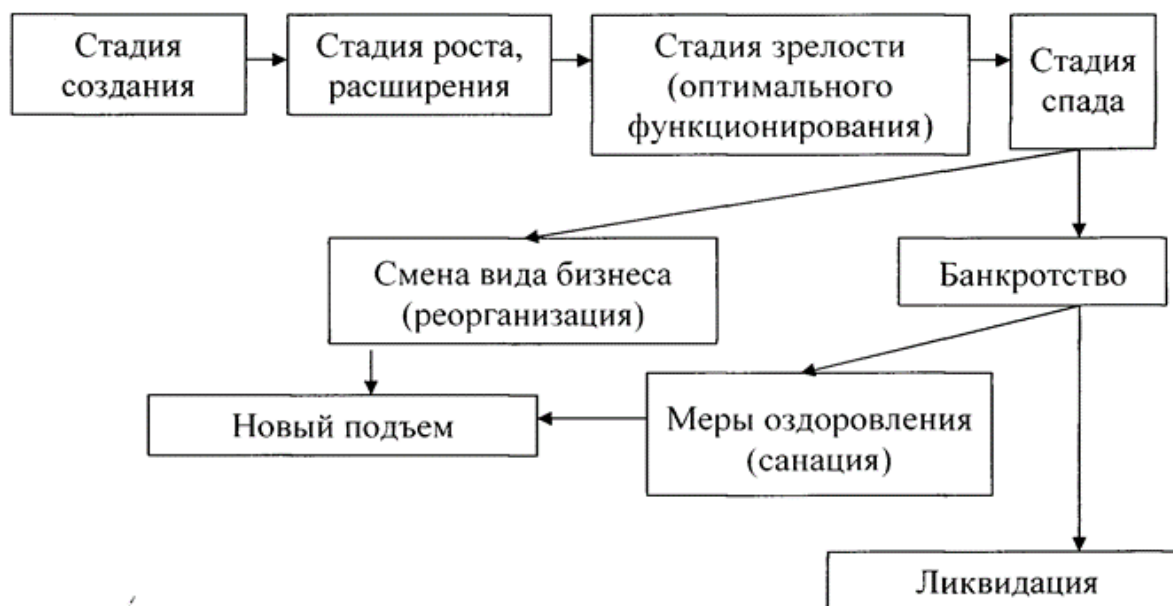 Стадия
создания
Стадия роста,
расширения
Стадия зрелости
(оптимального
функционирования)
Стадия
спада
Смена вида бизнеса
(реорганизация)
Банкротство
Новый подъем
Меры оздоровления
(санация)
Ликвидация